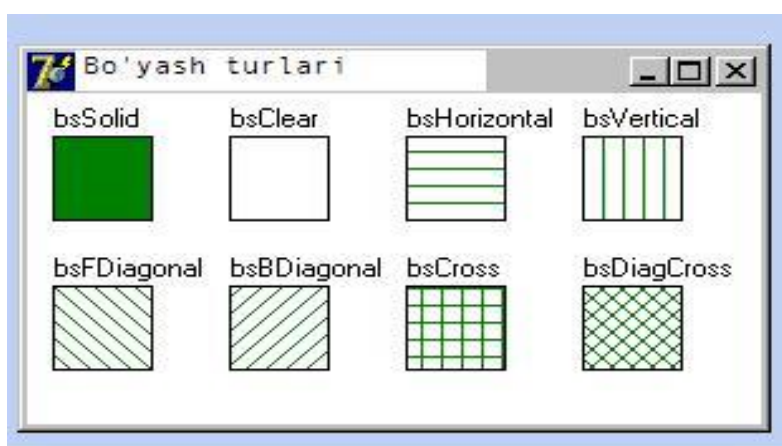 Bo'yash turlari
bsSolid bsClear bsHorizontal bsVertical
bsFDiagonal bsBDiagonal bsCross bsDiagCross